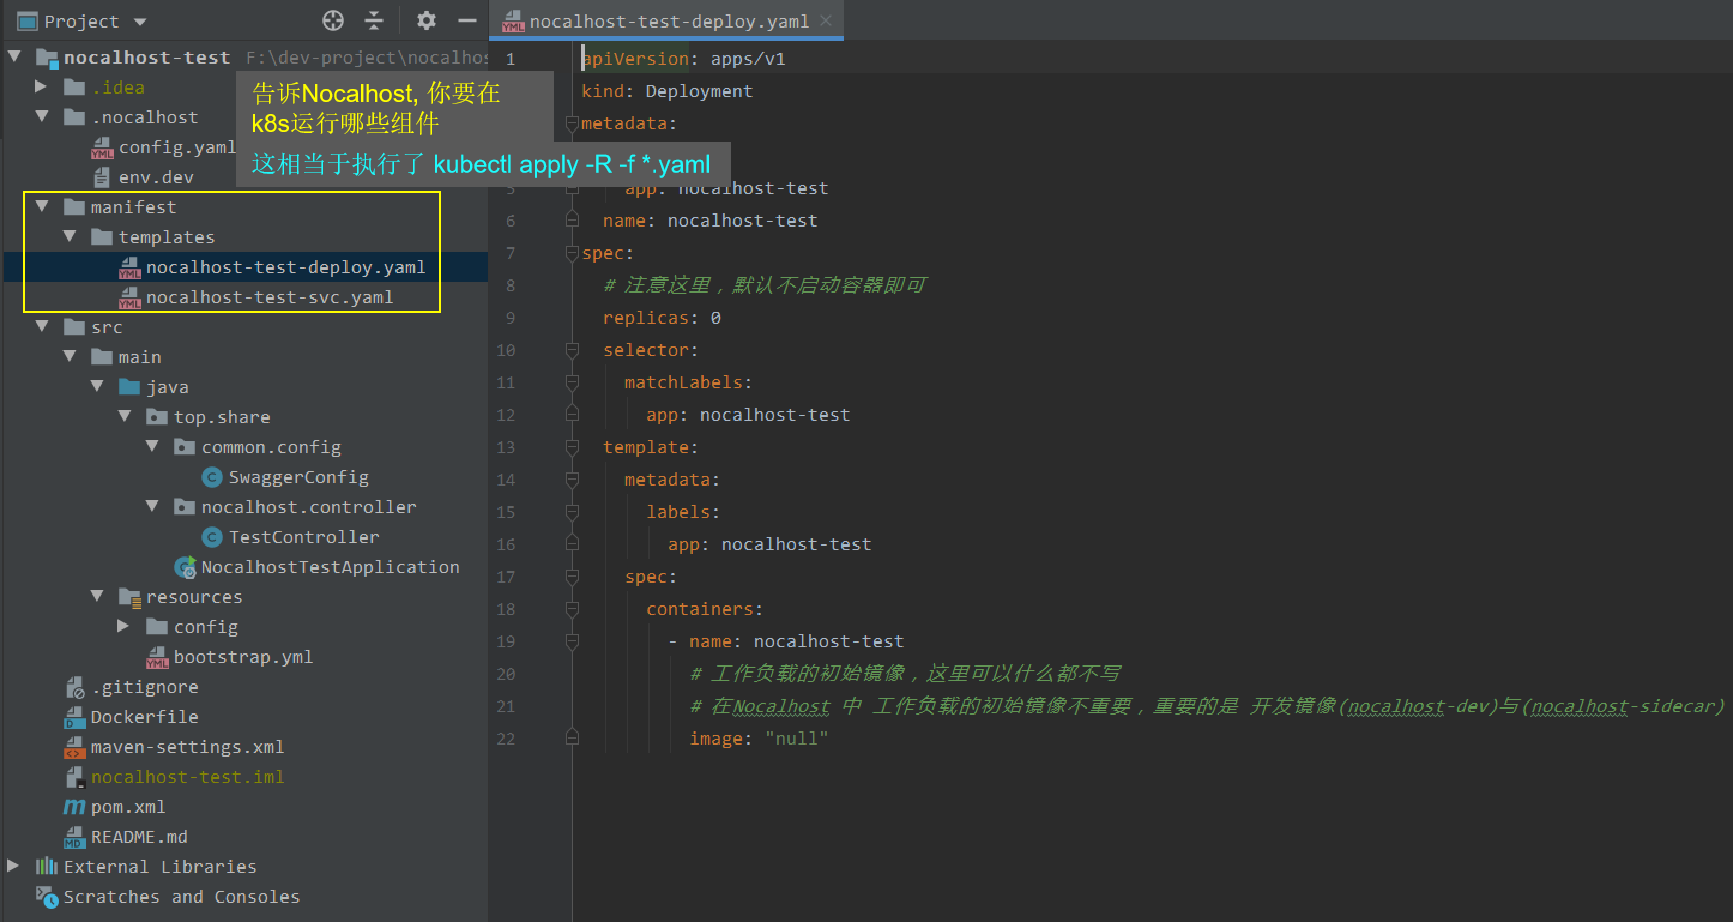 Project
nocalhost-test-deploy.yaml
nocalhost-test F:\dev-project\nocalhos
.idea
.nocalhost
config.yaml
env.dev
manifest
templates
nocalhost-test-deploy.yaml
nocalhost-test-svc.yaml
src
main
java
top.share
common.config
SwaggerConfig
nocalhost.controller
TestController
NocalhostTestApplication
resources
config
bootstrap.yml
.gitignore
Dockerfile
maven-settings.xml
nocalhost-test.iml
pom.xml
README.md
External Libraries
Scratches and Consoles
告诉Nocalhost, 你要在
k8s运行哪些组件
这相当于执行了 kubectl apply -R -f *.yaml
1 apiVersion: apps/v1
kind: Deployment
metadata:
5 app: nocalhost-test
6 name: nocalhost-test
7 spec:
8 # 注意这里，默认不启动容器即可
9 replicas: 0
10 selector:
11 matchLabels:
12 app: nocalhost-test
13 template:
14 metadata:
15 labels:
16 app: nocalhost-test
17 spec:
18 containers:
19 - name: nocalhost-test
20 # 工作负载的初始镜像，这里可以什么都不写
21 # 在Nocalhost 中 工作负载的初始镜像不重要，重要的是 开发镜像(nocalhost-dev)与(nocalhost-sidecar)
22 image: "null"